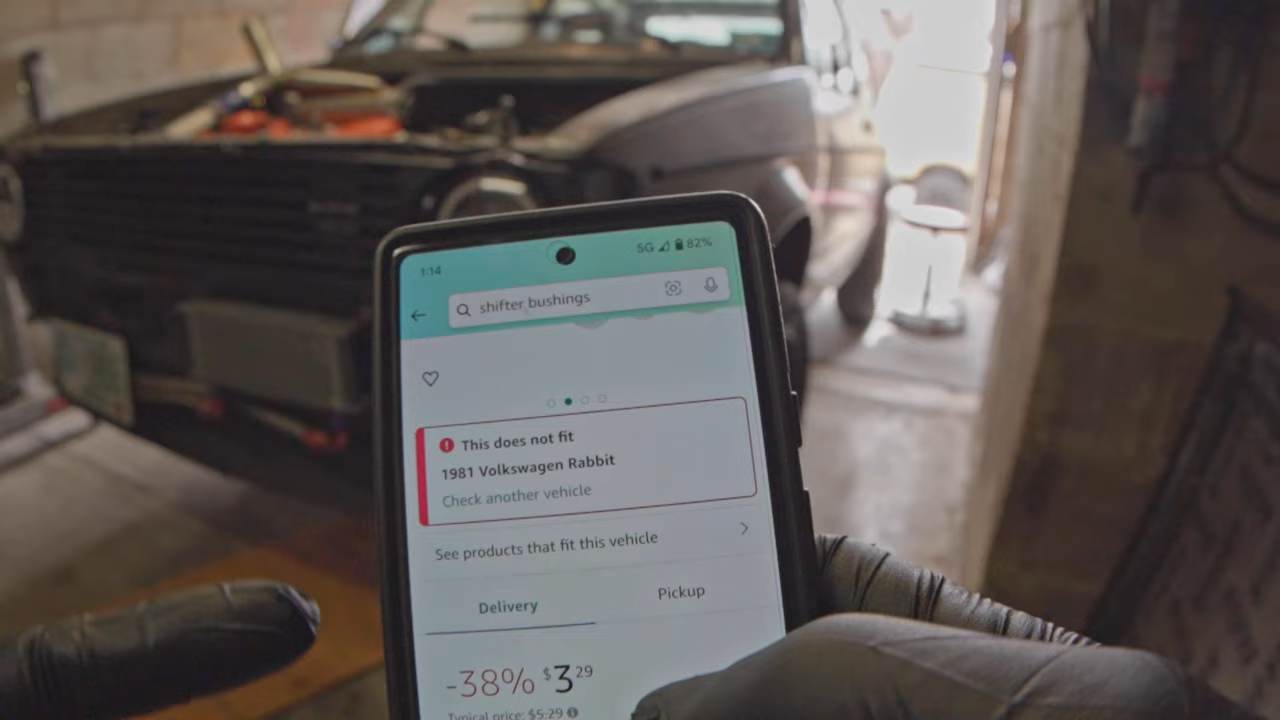 1:14
5G 82%
shifter bushings
This does not fit
1981 Volkswagen Rabbit
Check another vehicle
See products that fit this vehicle
Delivery
Pickup
-38% $3 29
Typical price: $5.29